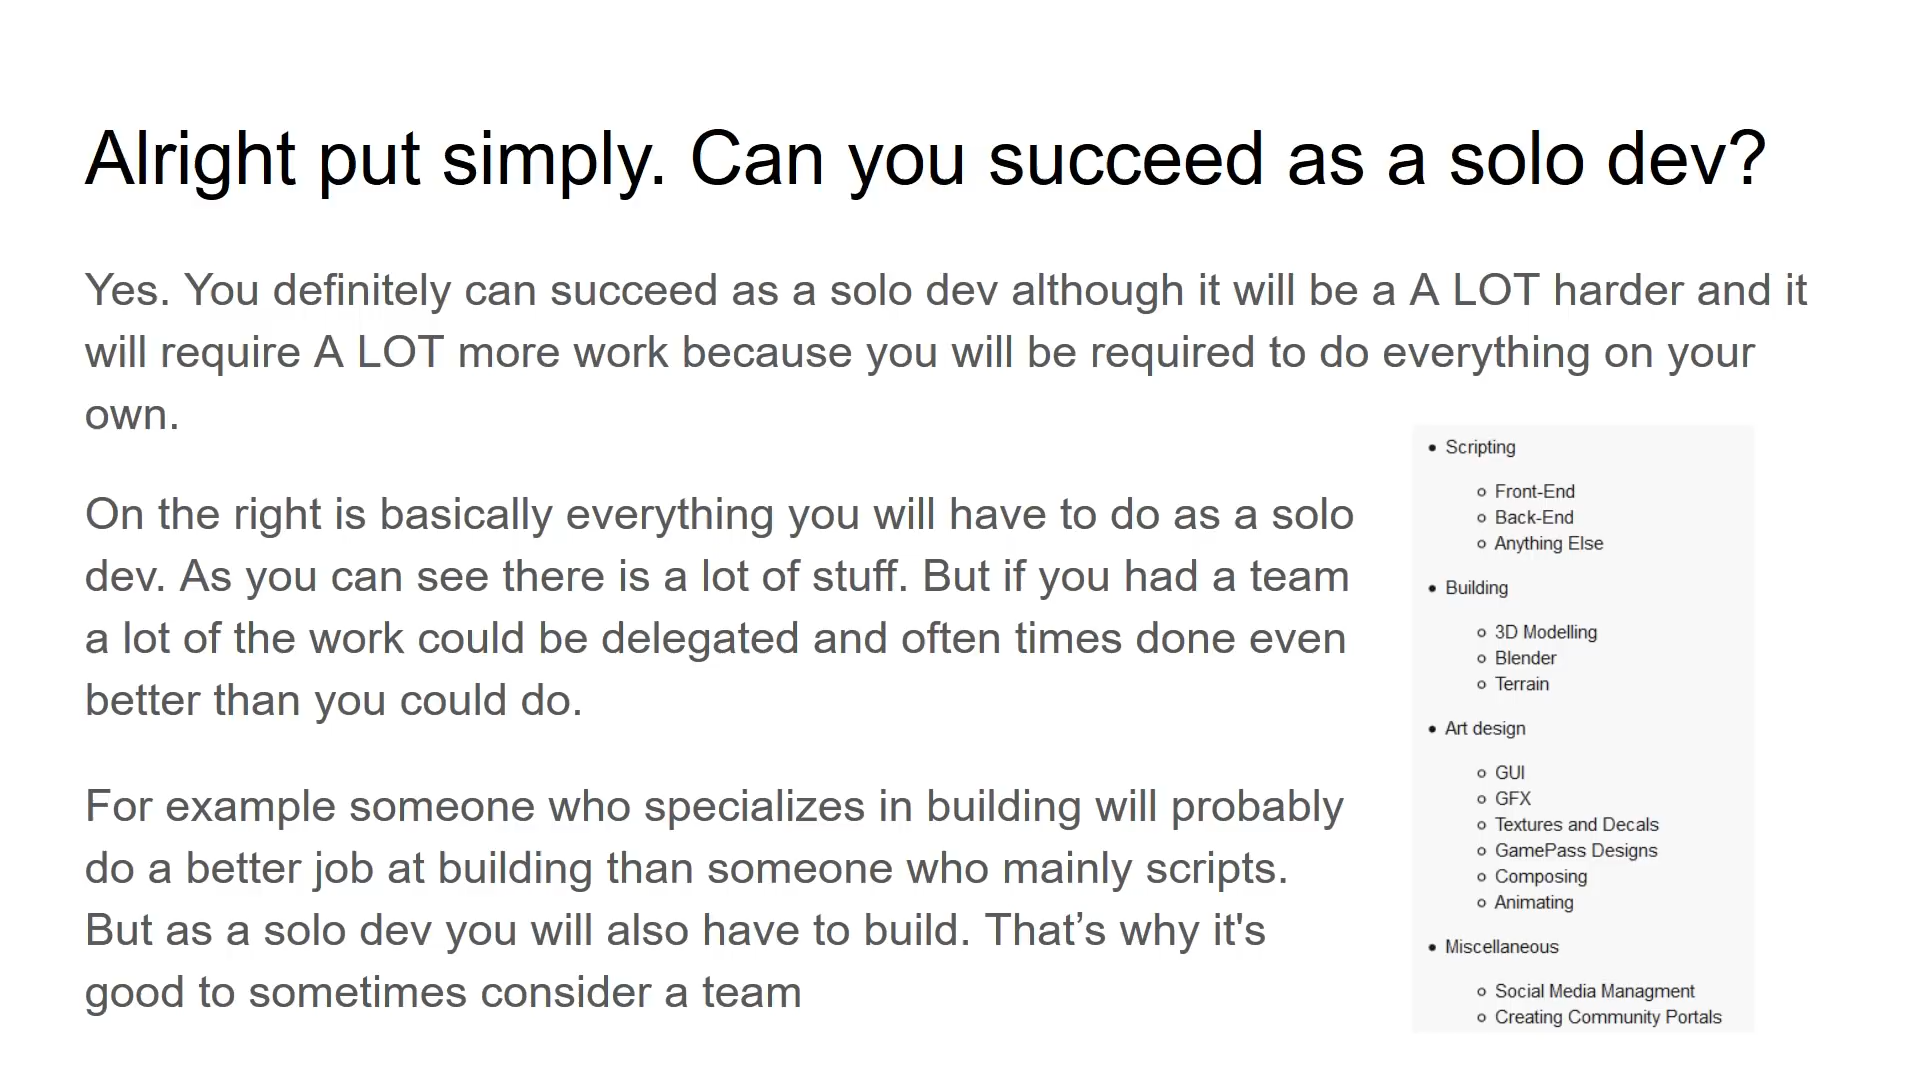 Alright put simply. Can you succeed as a solo dev?
Yes. You definitely can succeed as a solo dev although it will be a A LOT harder and it
will require A LOT more work because you will be required to do everything on your
own.
On the right is basically everything you will have to do as a solo
dev. As you can see there is a lot of stuff. But if you had a team
a lot of the work could be delegated and often times done even
better than you could do.
For example someone who specializes in building will probably
do a better job at building than someone who mainly scripts.
But as a solo dev you will also have to build. That’s why it's
good to sometimes consider a team
• Scripting
○ Front-End
○ Back-End
○ Anything Else
• Building
○ 3D Modelling
○ Blender
○ Terrain
• Art design
○ GUI
○ GFX
○ Textures and Decals
○ GamePass Designs
○ Composing
○ Animating
• Miscellaneous
○ Social Media Managment
○ Creating Community Portals